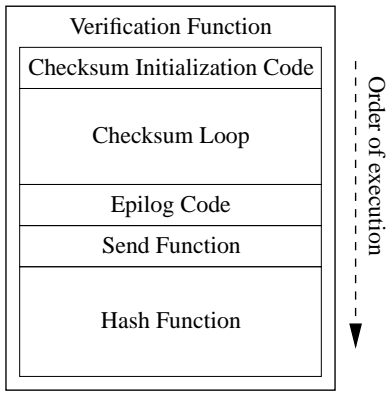 Verification Function
Checksum Initialization Code
Checksum Loop
Epilog Code
Send Function
Hash Function
Order of execution